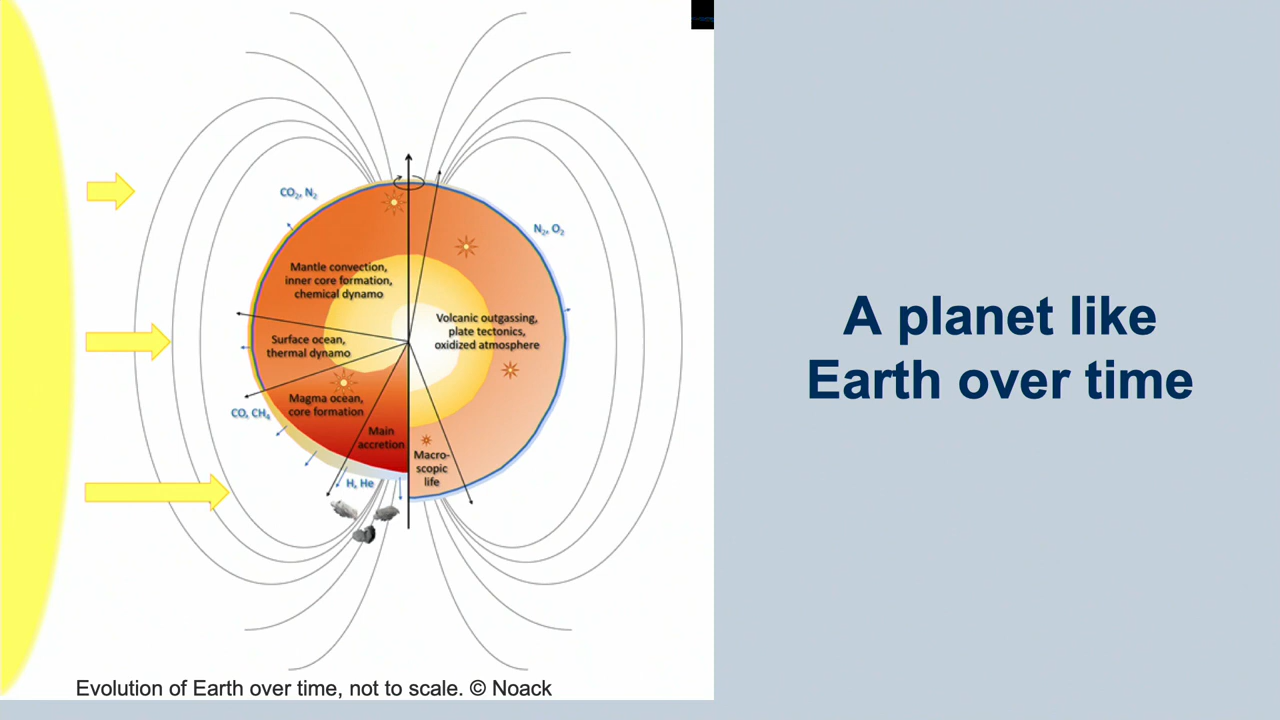 CO₂, N₂
N₂, O₂
Mantle convection,
inner core formation,
chemical dynamo
Volcanic outgassing,
plate tectonics,
oxidized atmosphere
Surface ocean,
thermal dynamo
Magma ocean,
core formation
CO, CH₄
Main
accretion
Macro-
scopic
life
H, He
Evolution of Earth over time, not to scale. © Noack
A planet like
Earth over time